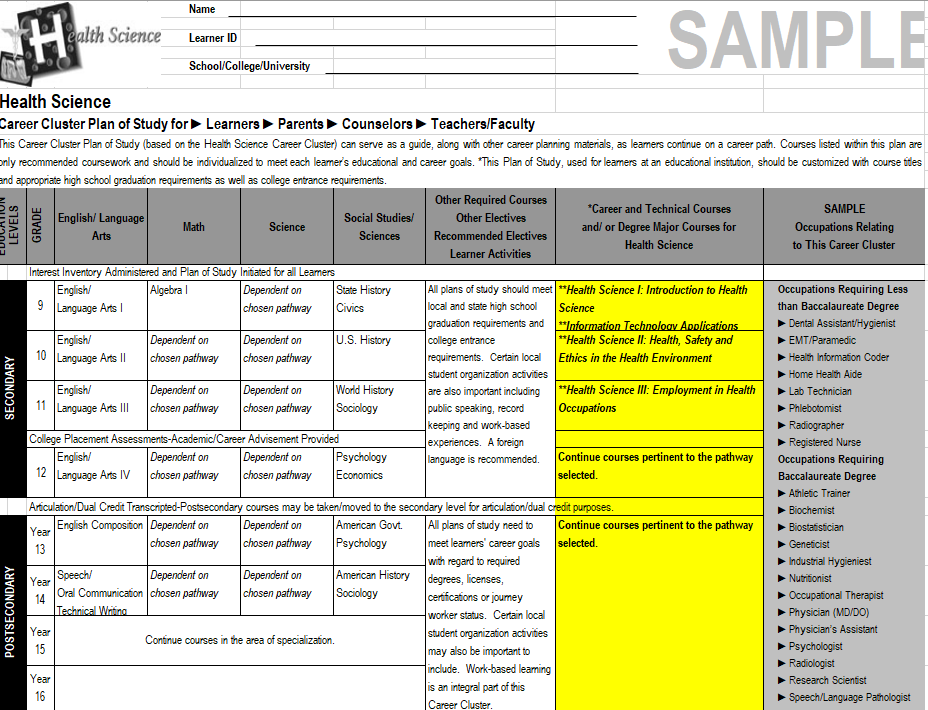 Health Science
Name
Learner ID
School/College/University
SAMPLE
Health Science
Career Cluster Plan of Study for ► Learners ► Parents ► Counselors ► Teachers/Faculty
This Career Cluster Plan of Study (based on the Health Science Career Cluster) can serve as a guide, along with other career planning materials, as learners continue on a career path. Courses listed within this plan are
only recommended coursework and should be individualized to meet each learner's educational and career goals. *This Plan of Study, used for learners at an educational institution, should be customized with course titles
and appropriate high school graduation requirements as well as college entrance requirements.
EDUCATION
LEVELS
GRADE
English/ Language
Arts
Math
Science
Social Studies/
Sciences
Other Required Courses
Other Electives
Recommended Electives
Learner Activities
*Career and Technical Courses
and/ or Degree Major Courses for
Health Science
SAMPLE
Occupations Relating
to This Career Cluster
Interest Inventory Administered and Plan of Study Initiated for all Learners
SECONDARY
9
English/
Language Arts I
Algebra I
Dependent on
chosen pathway
State History
Civics
All plans of study should meet
local and state high school
graduation requirements and
college entrance
requirements. Certain local
student organization activities
are also important including
public speaking, record
keeping and work-based
experiences. A foreign
language is recommended.
**Health Science I: Introduction to Health
Science
**Information Technology Applications
10
English/
Language Arts II
Dependent on
chosen pathway
Dependent on
chosen pathway
U.S. History
**Health Science II: Health, Safety and
Ethics in the Health Environment
11
English/
Language Arts III
Dependent on
chosen pathway
Dependent on
chosen pathway
World History
Sociology
**Health Science III: Employment in Health
Occupations
College Placement Assessments-Academic/Career Advisement Provided
12
English/
Language Arts IV
Dependent on
chosen pathway
Dependent on
chosen pathway
Psychology
Economics
Continue courses pertinent to the pathway
selected.
Articulation/Dual Credit Transcripted-Postsecondary courses may be taken/moved to the secondary level for articulation/dual credit purposes.
POSTSECONDARY
Year
13
English Composition
Dependent on
chosen pathway
Dependent on
chosen pathway
American Govt.
Psychology
All plans of study need to
meet learners' career goals
with regard to required
degrees, licenses,
certifications or journey
worker status. Certain local
student organization activities
may also be important to
include. Work-based learning
is an integral part of this
Career Cluster.
Continue courses pertinent to the pathway
selected.
Year
14
Speech/
Oral Communication
Technical Writing
Dependent on
chosen pathway
Dependent on
chosen pathway
American History
Sociology
Year
15
Continue courses in the area of specialization.
Year
16
Occupations Requiring Less
than Baccalaureate Degree
► Dental Assistant/Hygienist
► EMT/Paramedic
► Health Information Coder
► Home Health Aide
► Lab Technician
► Phlebotomist
► Radiographer
► Registered Nurse
Occupations Requiring
Baccalaureate Degree
► Athletic Trainer
► Biochemist
► Biostatistician
► Geneticist
► Industrial Hygieniest
► Nutritionist
► Occupational Therapist
► Physician (MD/DO)
► Physician's Assistant
► Psychologist
► Radiologist
► Research Scientist
► Speech/Language Pathologist